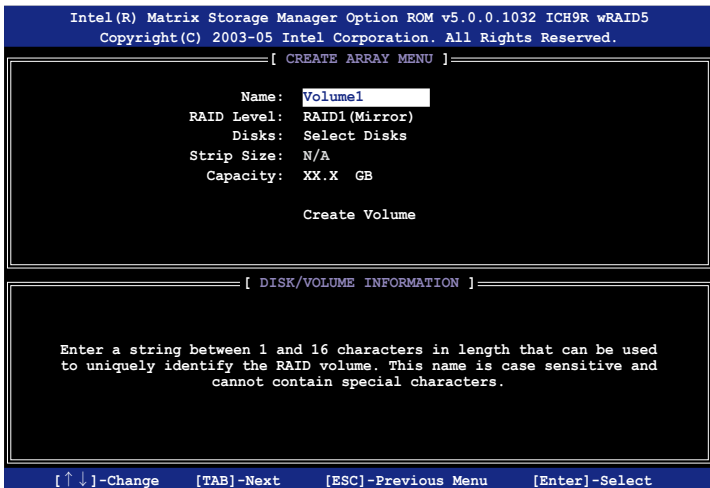 Intel(R) Matrix Storage Manager Option ROM v5.0.0.1032 ICH9R wRAID5
Copyright(C) 2003-05 Intel Corporation. All Rights Reserved.
[ CREATE ARRAY MENU ]
Name: Volume1
RAID Level: RAID1(Mirror)
Disks: Select Disks
Strip Size: N/A
Capacity: XX.X GB
Create Volume
[ DISK/VOLUME INFORMATION ]
Enter a string between 1 and 16 characters in length that can be used
to uniquely identify the RAID volume. This name is case sensitive and
cannot contain special characters.
[↑↓]-Change [TAB]-Next [ESC]-Previous Menu [Enter]-Select